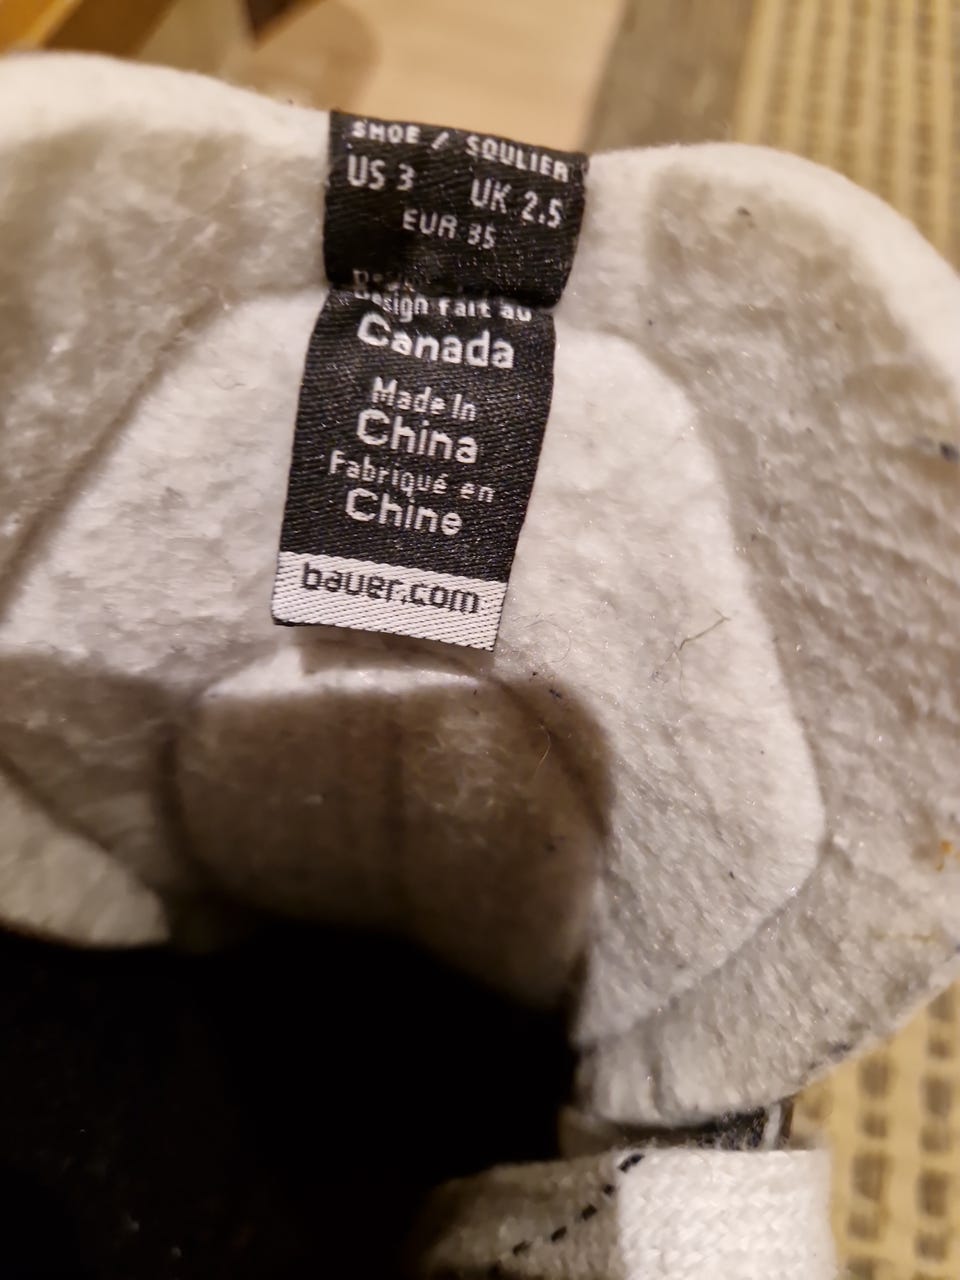 SHOE / SOULIER
US 3 UK 2.5
EUR 35
Design fait au
Canada
Made In
China
Fabriqué en
Chine
bauer.com